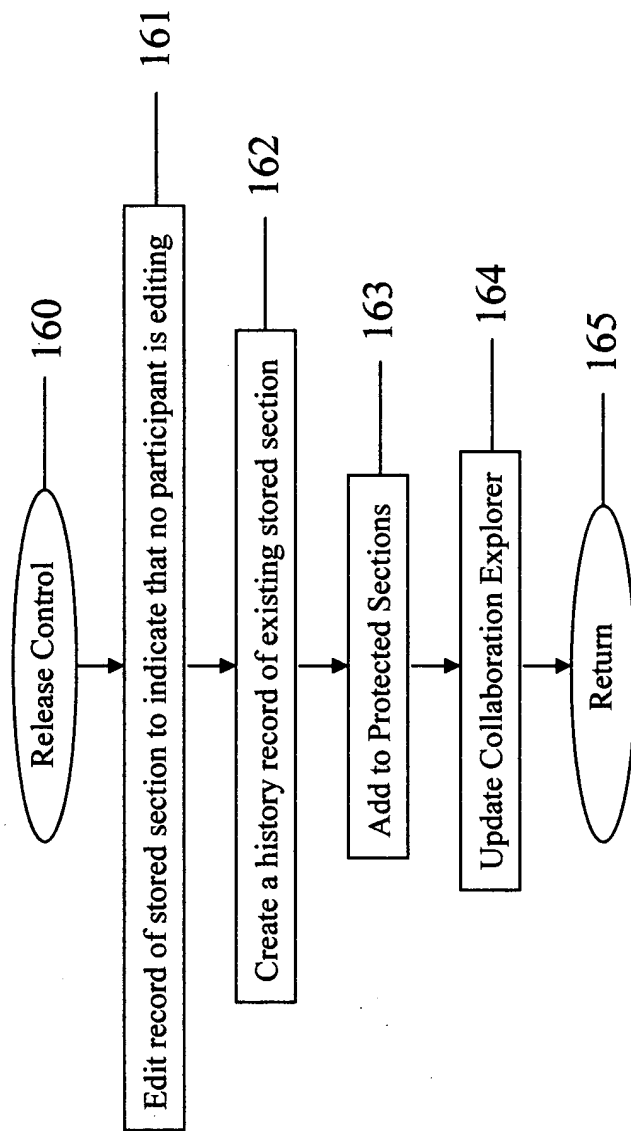 Release Control
160
Edit record of stored section to indicate that no participant is editing
161
Create a history record of existing stored section
162
Add to Protected Sections
163
Update Collaboration Explorer
164
Return
165